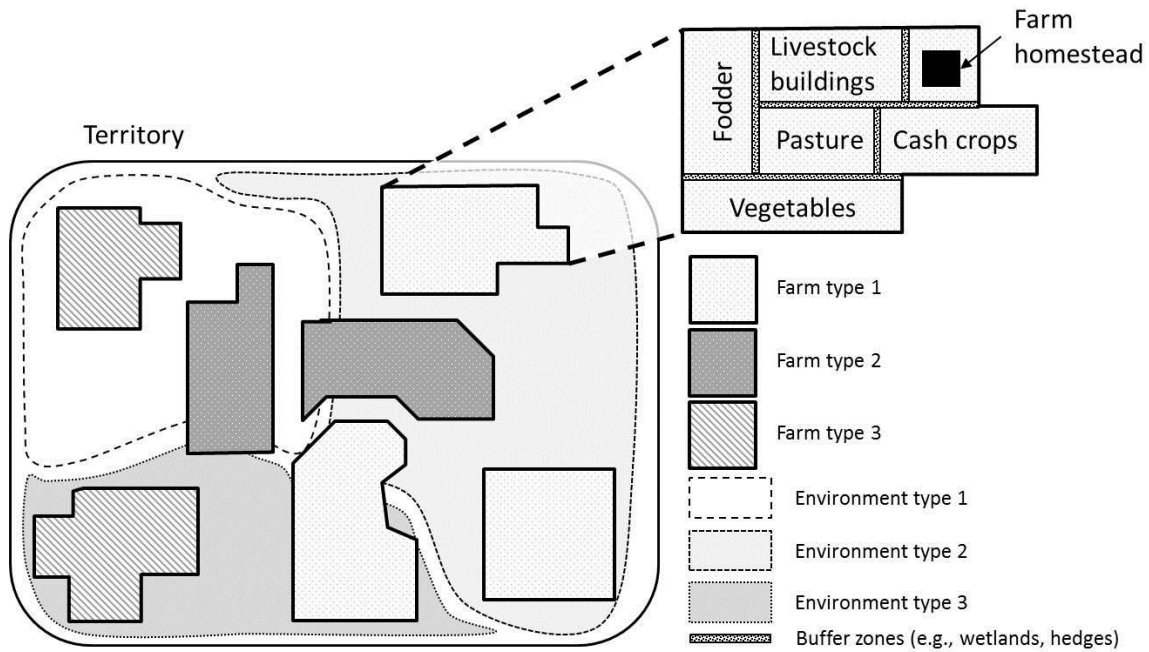 Farm
homestead
Livestock
buildings
Fodder
Pasture
Cash crops
Vegetables
Territory
Farm type 1
Farm type 2
Farm type 3
Environment type 1
Environment type 2
Environment type 3
Buffer zones (e.g., wetlands, hedges)